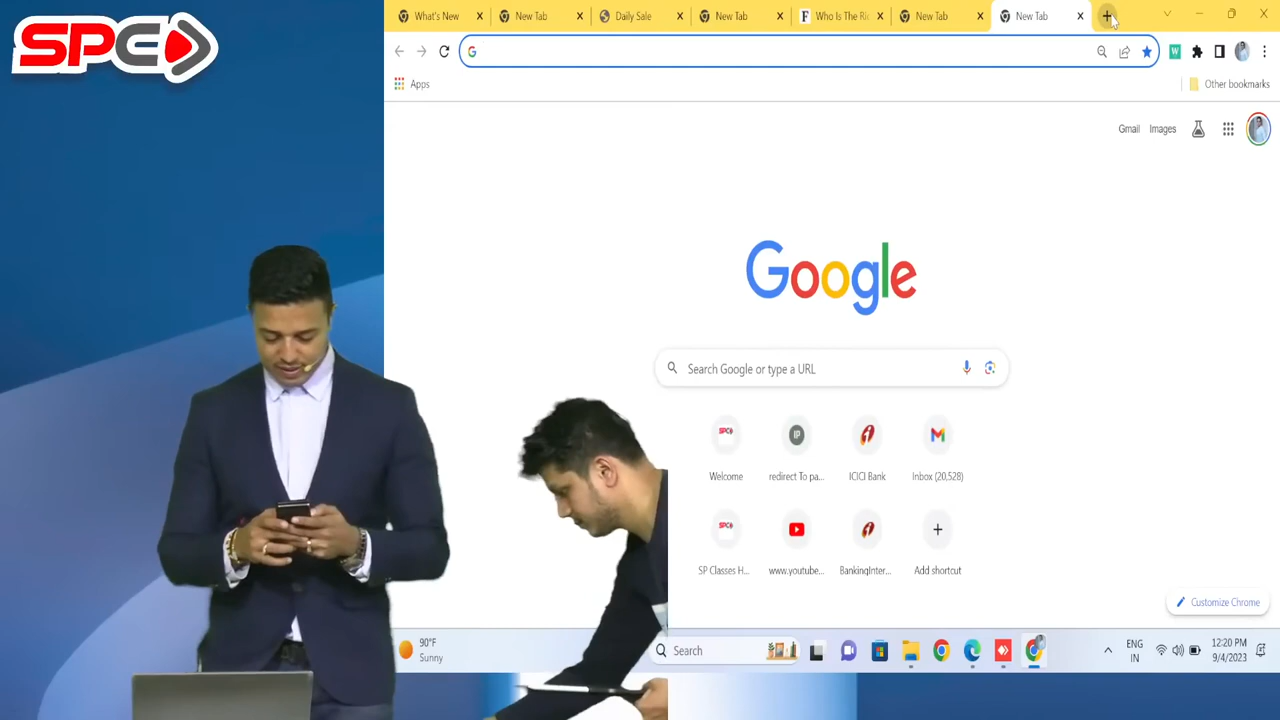 SPC
What's New
New Tab
Daily Sale
New Tab
Who Is The Ri
New Tab
New Tab
G
W
Apps
Other bookmarks
Gmail
Images
Google
Search Google or type a URL
SPC
IP
Welcome
redirect To pa...
ICICI Bank
Inbox (20,528)
SPC
SP Classes H...
www.youtube...
BankingInter...
Add shortcut
Customize Chrome
90°F
Sunny
Search
ENG
IN
12:20 PM
9/4/2023